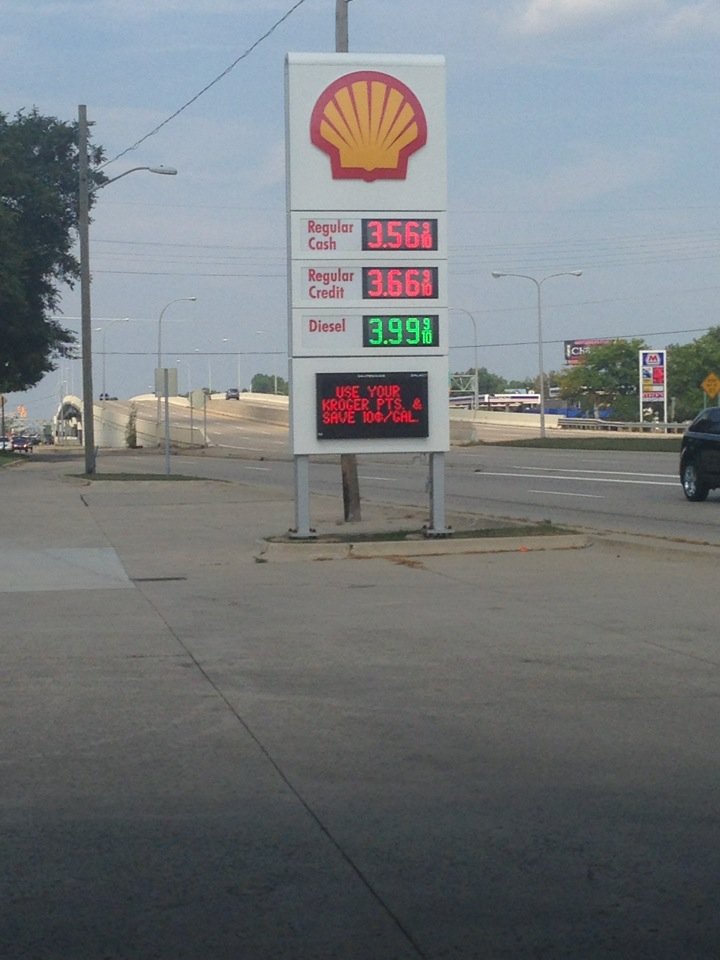 Regular
Cash
3.56 9/10
Regular
Credit
3.66 9/10
Diesel
3.99 9/10
USE YOUR
KROGER PTS &
SAVE 10¢/GAL.
M